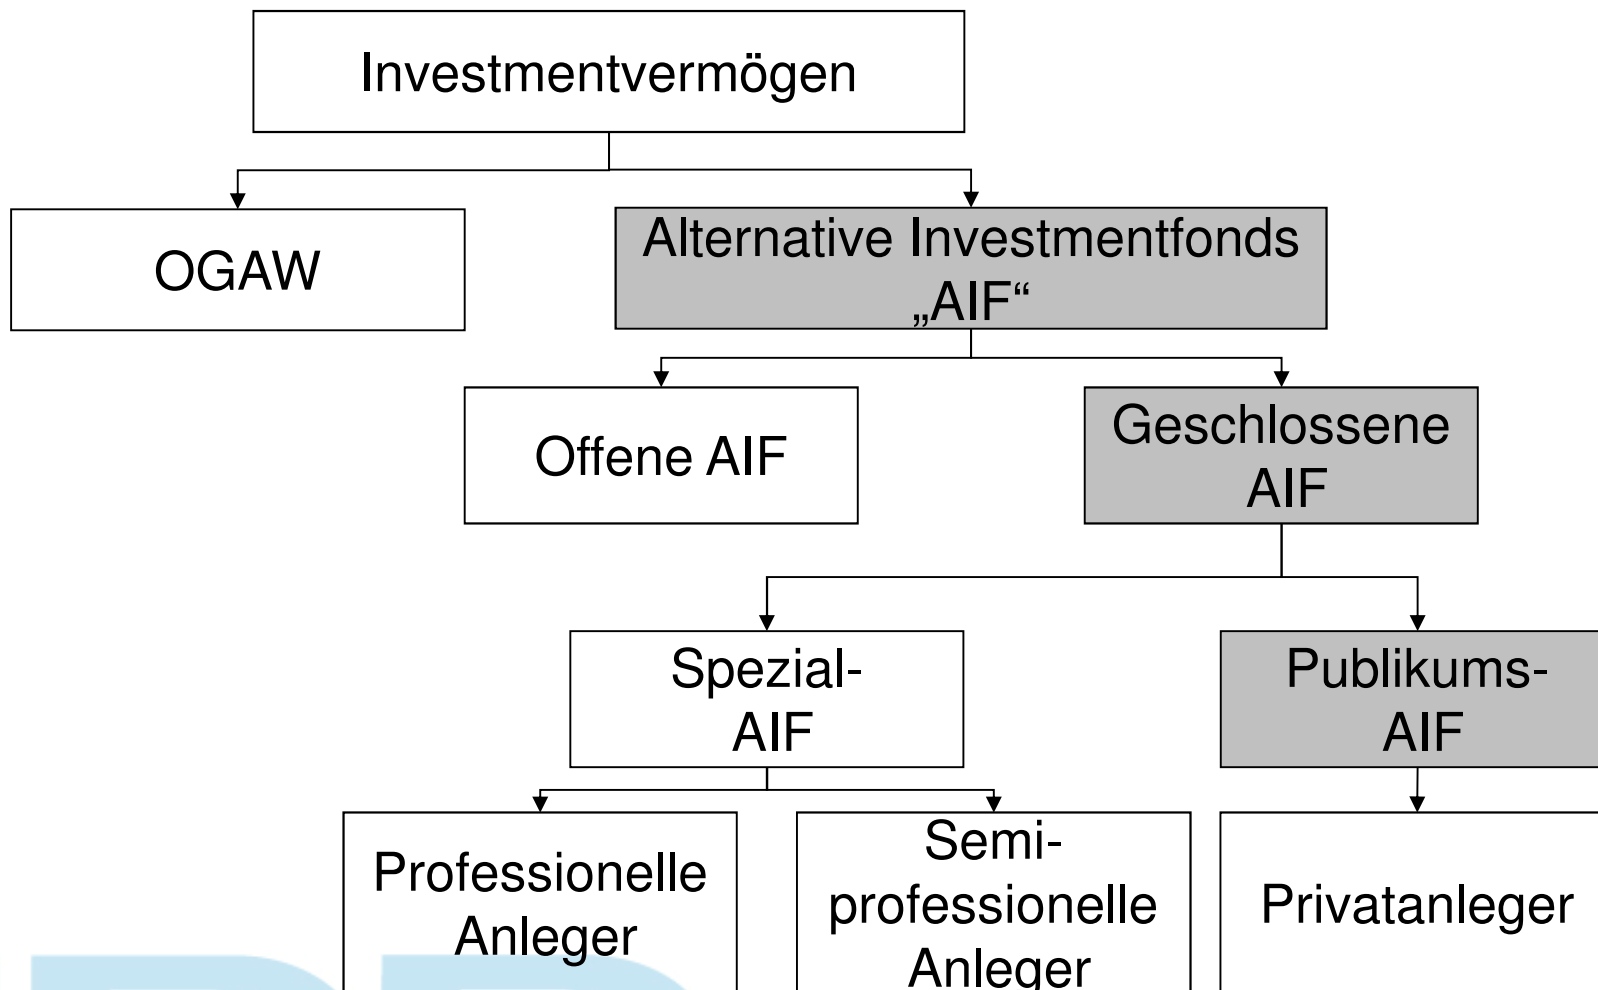 Investmentvermögen
OGAW
Alternative Investmentfonds
„AIF“
Offene AIF
Geschlossene
AIF
Spezial-
AIF
Publikums-
AIF
Professionelle
Anleger
Semi-
professionelle
Anleger
Privatanleger